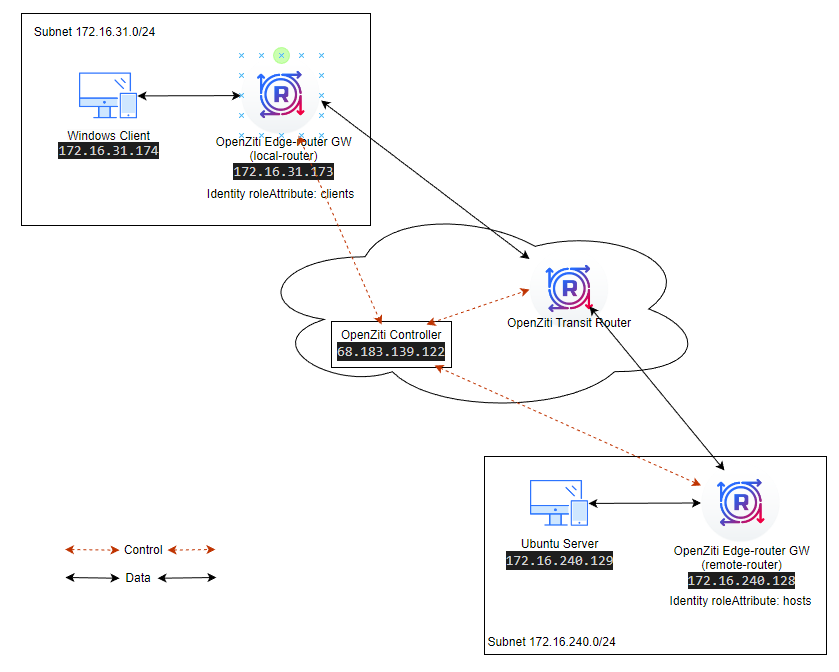 Subnet 172.16.31.0/24
R
Windows Client
172.16.31.174
OpenZiti Edge-router GW
(local-router)
172.16.31.173
Identity roleAttribute: clients
R
OpenZiti Transit Router
OpenZiti Controller
68.183.139.122
R
Ubuntu Server
172.16.240.129
OpenZiti Edge-router GW
(remote-router)
172.16.240.128
Identity roleAttribute: hosts
Subnet 172.16.240.0/24
Control
Data